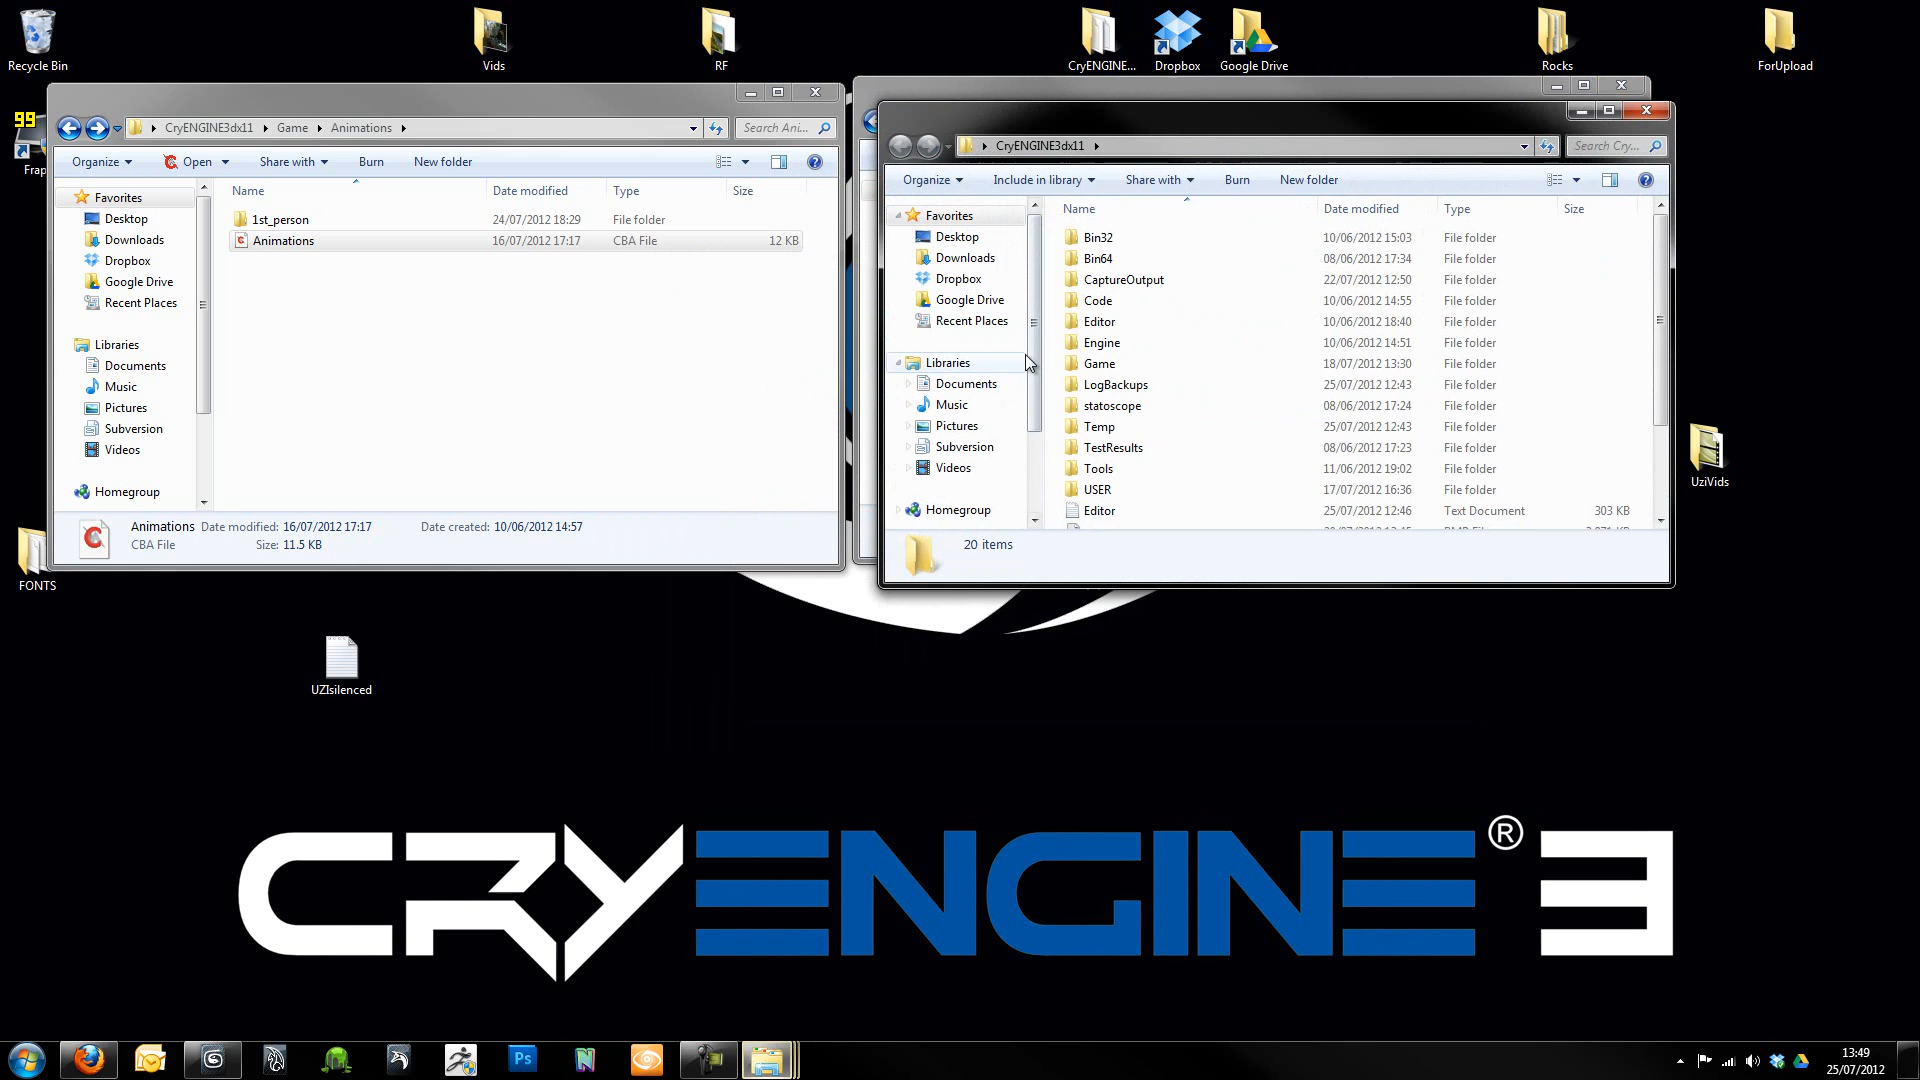 Recycle Bin
Vids
RF
CryENGINE...
Dropbox
Google Drive
Rocks
ForUpload
99
Frap
FONTS
UZIsilenced
UziVids
CryENGINE3dx11 Game Animations
Search Ani...
Organize Open Share with Burn New folder
Name Date modified Type Size
Favorites
Desktop
Downloads
Dropbox
Google Drive
Recent Places
Libraries
Documents
Music
Pictures
Subversion
Videos
Homegroup
1st_person 24/07/2012 18:29 File folder
Animations 16/07/2012 17:17 CBA File 12 KB
Animations Date modified: 16/07/2012 17:17 Date created: 10/06/2012 14:57
CBA File Size: 11.5 KB
CryENGINE3dx11
Search Cry...
Organize Include in library Share with Burn New folder
Name Date modified Type Size
Favorites
Desktop
Downloads
Dropbox
Google Drive
Recent Places
Libraries
Documents
Music
Pictures
Subversion
Videos
Homegroup
Bin32 10/06/2012 15:03 File folder
Bin64 08/06/2012 17:34 File folder
CaptureOutput 22/07/2012 12:50 File folder
Code 10/06/2012 14:55 File folder
Editor 10/06/2012 18:40 File folder
Engine 10/06/2012 14:51 File folder
Game 18/07/2012 13:30 File folder
LogBackups 25/07/2012 12:43 File folder
statoscope 08/06/2012 17:24 File folder
Temp 25/07/2012 12:43 File folder
TestResults 08/06/2012 17:23 File folder
Tools 11/06/2012 19:02 File folder
USER 17/07/2012 16:36 File folder
Editor 25/07/2012 12:46 Text Document 303 KB
20 items
CRYENGINE® 3
Ps
13:49
25/07/2012